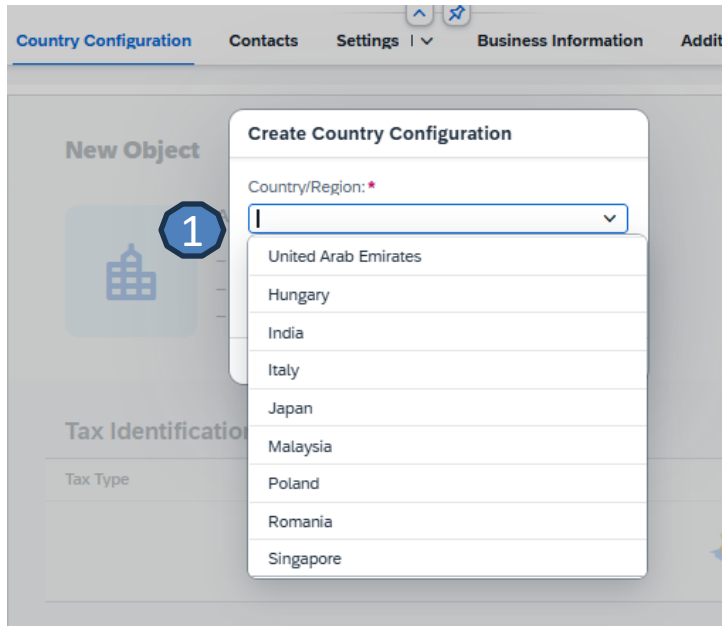 Country Configuration Contacts Settings Business Information Addit
New Object
Create Country Configuration
Country/Region: *
1
United Arab Emirates
Hungary
India
Italy
Japan
Malaysia
Poland
Romania
Singapore
Tax Identification
Tax Type